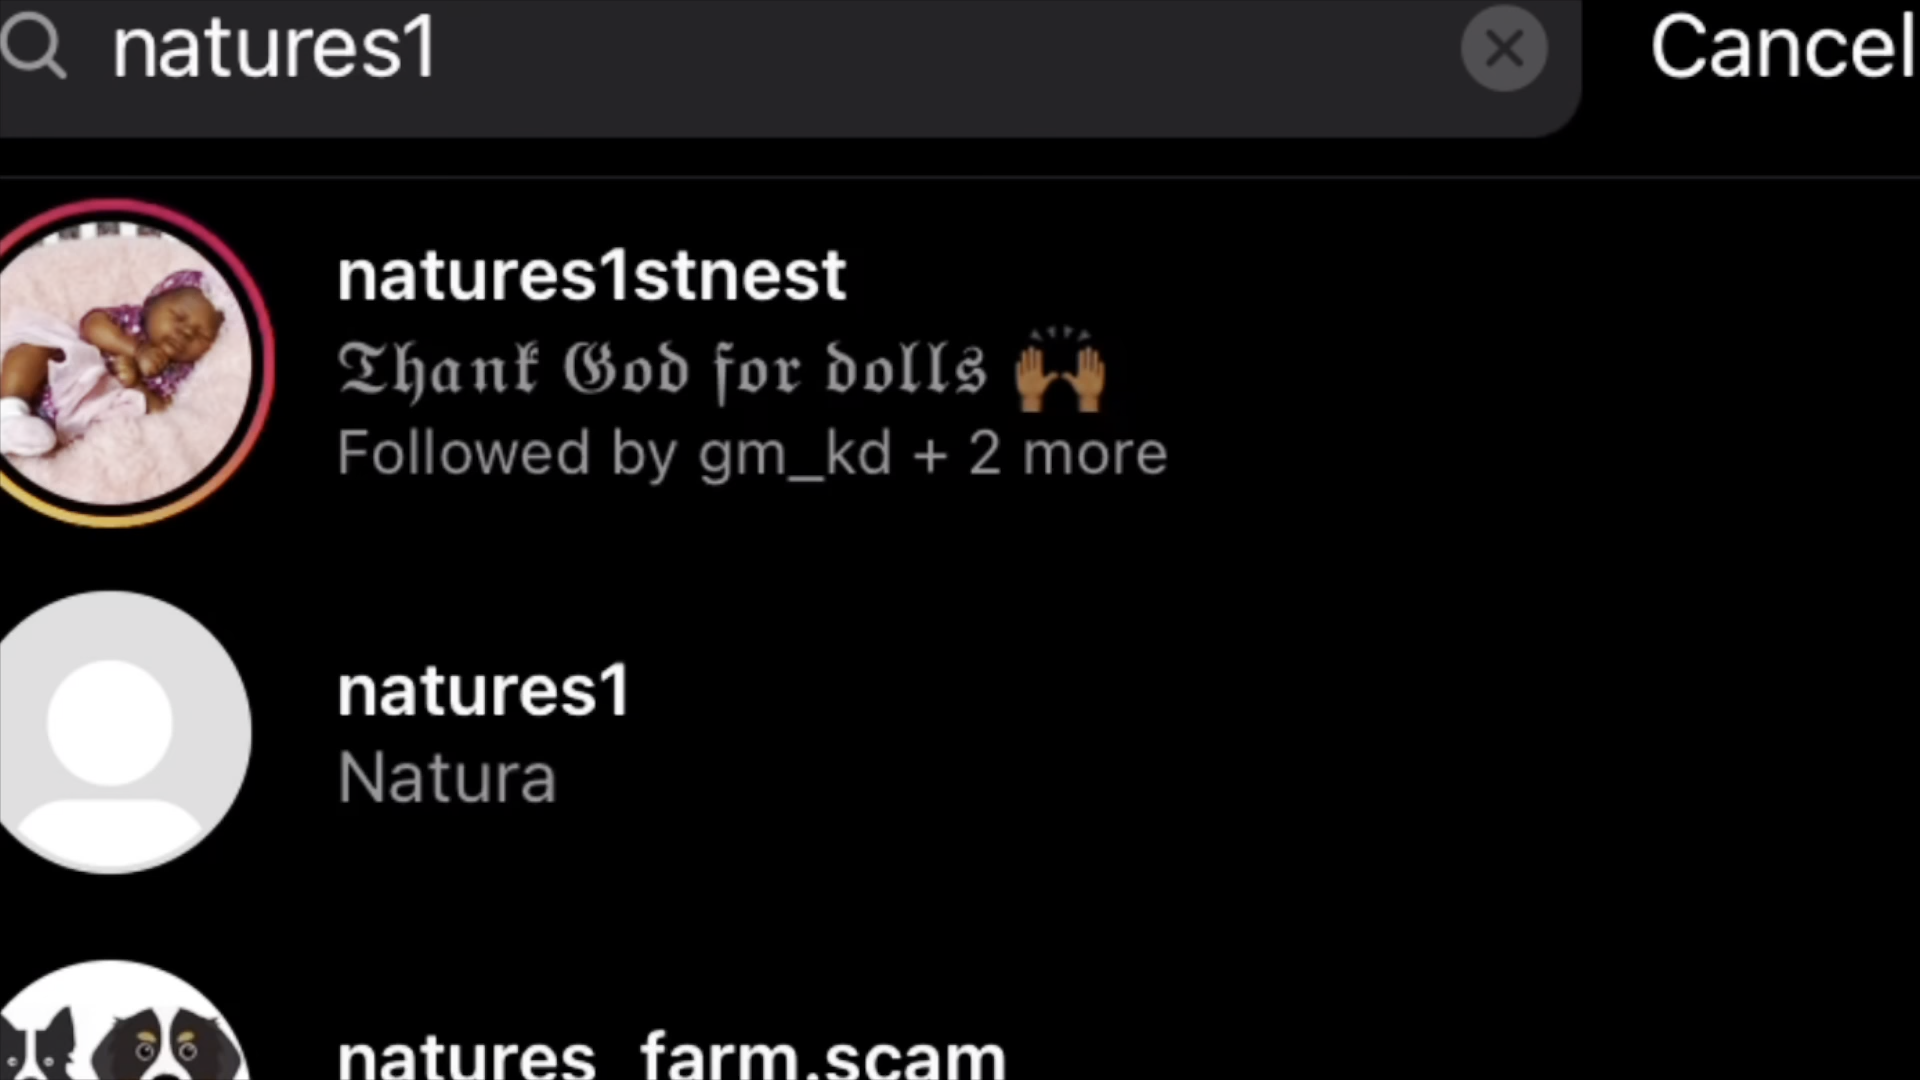 natures1
Cancel
natures1stnest
𝕿𝖍𝖆𝖓𝖐 𝕲𝖔𝖉 𝖋𝖔𝖗 𝖉𝖔𝖑𝖑𝖘 🙌🏾
Followed by gm_kd + 2 more
natures1
Natura
natures_farm.scam